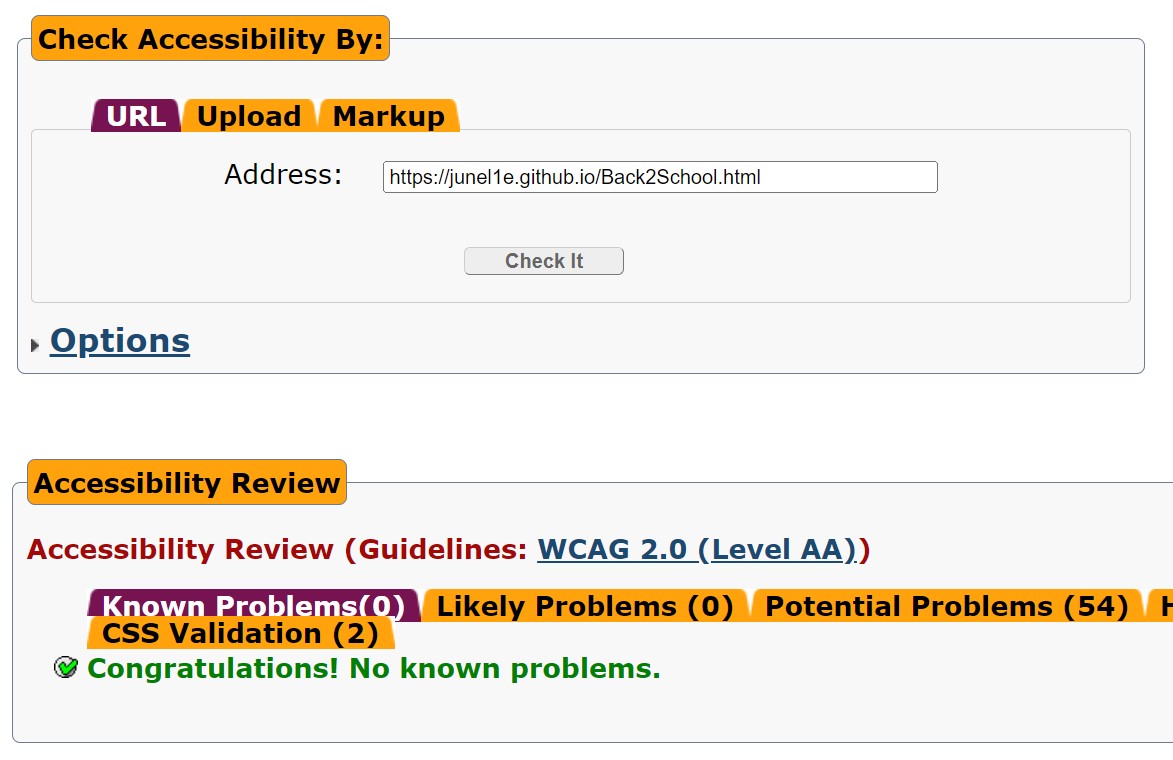 Check Accessibility By:
URL Upload Markup
Address: https://junel1e.github.io/Back2School.html
Check It
Options
Accessibility Review
Accessibility Review (Guidelines: WCAG 2.0 (Level AA))
Known Problems(0) Likely Problems (0) Potential Problems (54)
CSS Validation (2)
Congratulations! No known problems.